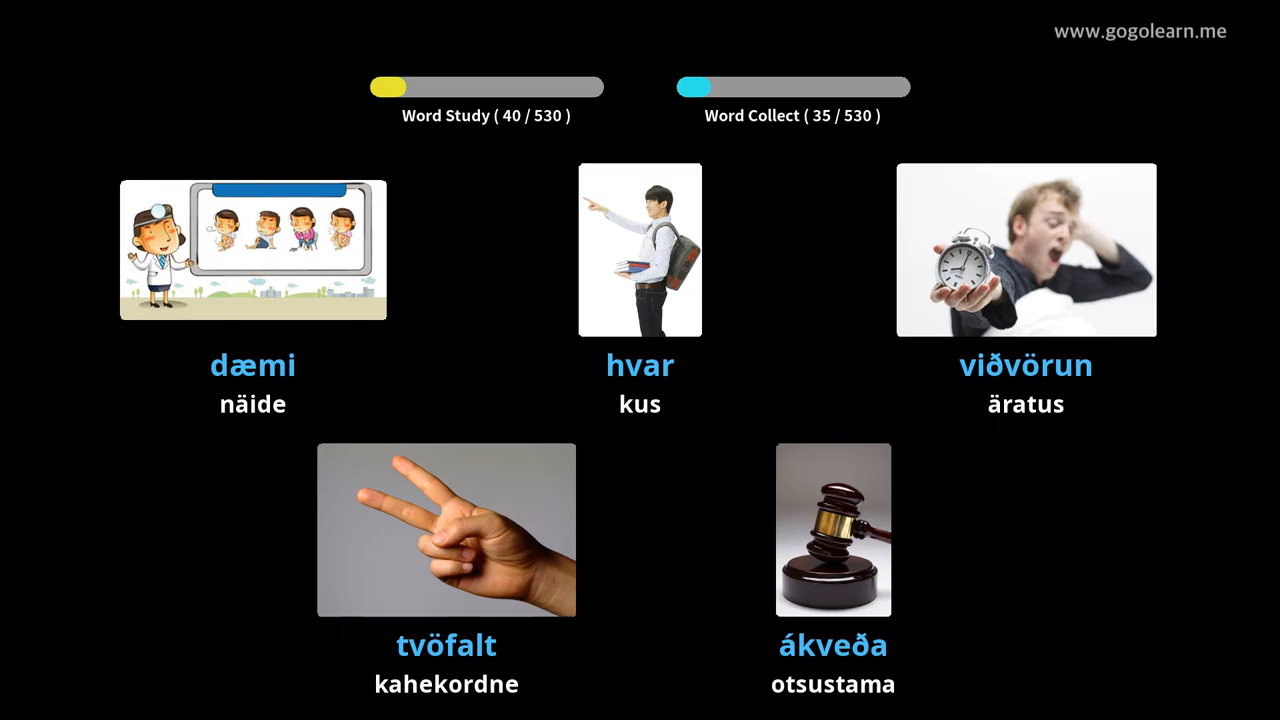 www.gogolearn.me
Word Study ( 40 / 530 )
Word Collect ( 35 / 530 )
dæmi
näide
hvar
kus
viðvörun
äratus
tvöfalt
kahekordne
ákveða
otsustama